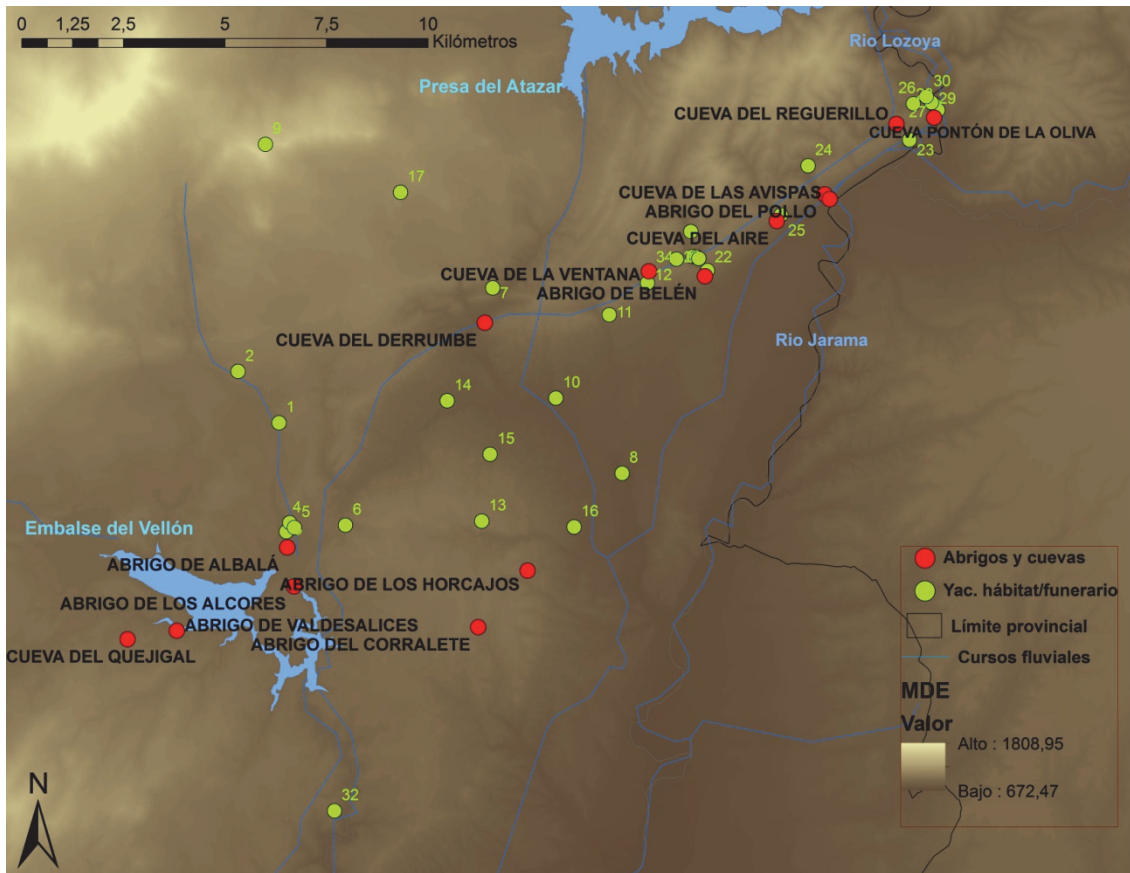 0 1,25 2,5 5 7,5 10
Kilómetros
Rio Lozoya
Presa del Atazar
30
26
29
27
CUEVA DEL REGUERILLO
CUEVA PONTÓN DE LA OLIVA
23
9
24
17
CUEVA DE LAS AVISPAS
ABRIGO DEL POLLO
25
CUEVA DEL AIRE
34
22
CUEVA DE LA VENTANA
12
ABRIGO DE BELÉN
7
11
CUEVA DEL DERRUMBE
Rio Jarama
2
14
10
1
15
8
4
5
6
13
16
Embalse del Vellón
ABRIGO DE ALBALÁ
ABRIGO DE LOS HORCAJOS
ABRIGO DE LOS ALCORES
ABRIGO DE VALDESALICES
ABRIGO DEL CORRALETE
CUEVA DEL QUEJIGAL
32
N
Abrigos y cuevas
Yac. hábitat/funerario
Límite provincial
Cursos fluviales
MDE
Valor
Alto : 1808,95
Bajo : 672,47